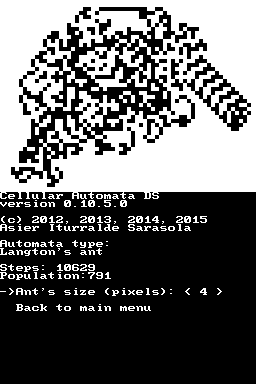 Cellular Automata DS
version 0.10.5.0
(c) 2012, 2013, 2014, 2015
Asier Iturralde Sarasola
Automata type:
Langton's ant
Steps: 10629
Population:791
->Ant's size (pixels): < 4 >
Back to main menu